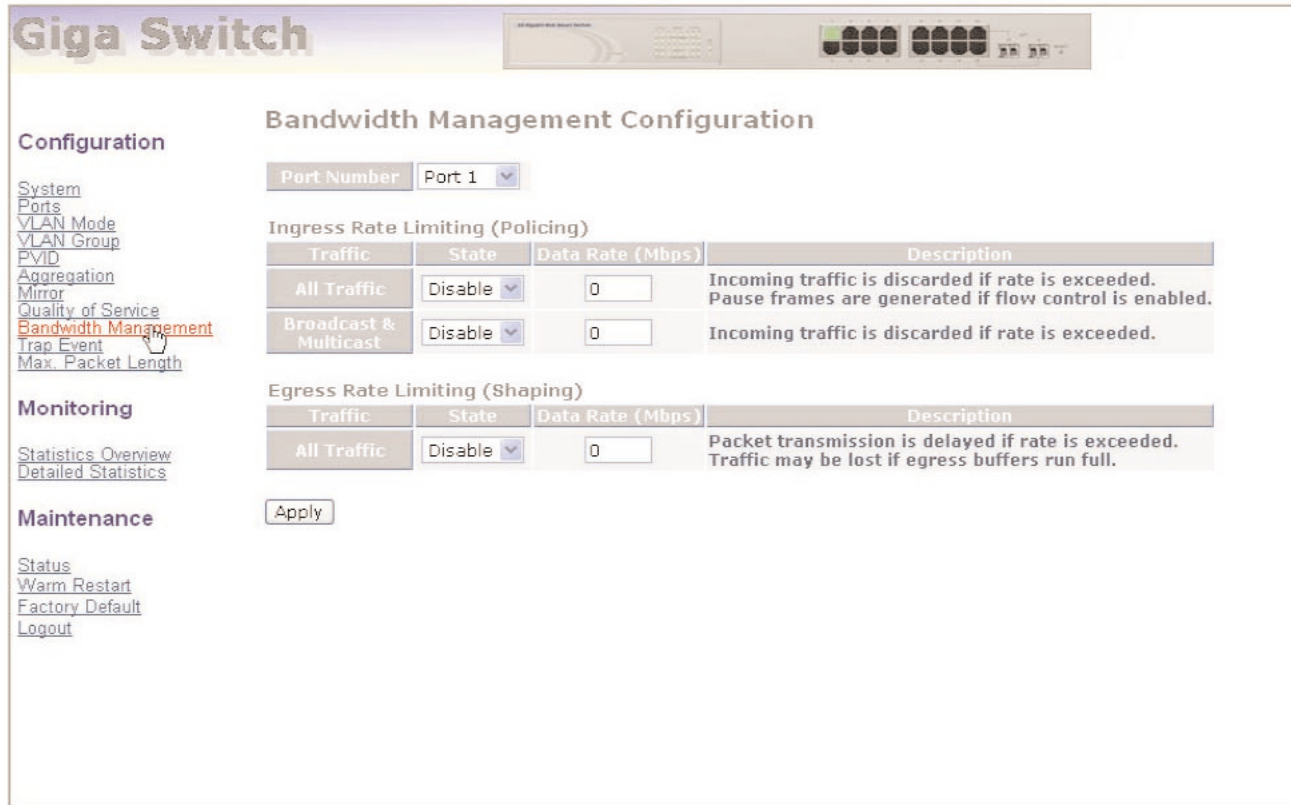 Giga Switch
Configuration
System
Ports
VLAN Mode
VLAN Group
PVID
Aggregation
Mirror
Quality of Service
Bandwidth Management
Trap Event
Max. Packet Length
Monitoring
Statistics Overview
Detailed Statistics
Maintenance
Status
Warm Restart
Factory Default
Logout
Bandwidth Management Configuration
Port Number Port 1
Ingress Rate Limiting (Policing)
Traffic State Data Rate (Mbps) Description
All Traffic Disable 0 Incoming traffic is discarded if rate is exceeded.
Pause frames are generated if flow control is enabled.
Broadcast & Multicast Disable 0 Incoming traffic is discarded if rate is exceeded.
Egress Rate Limiting (Shaping)
Traffic State Data Rate (Mbps) Description
All Traffic Disable 0 Packet transmission is delayed if rate is exceeded.
Traffic may be lost if egress buffers run full.
Apply